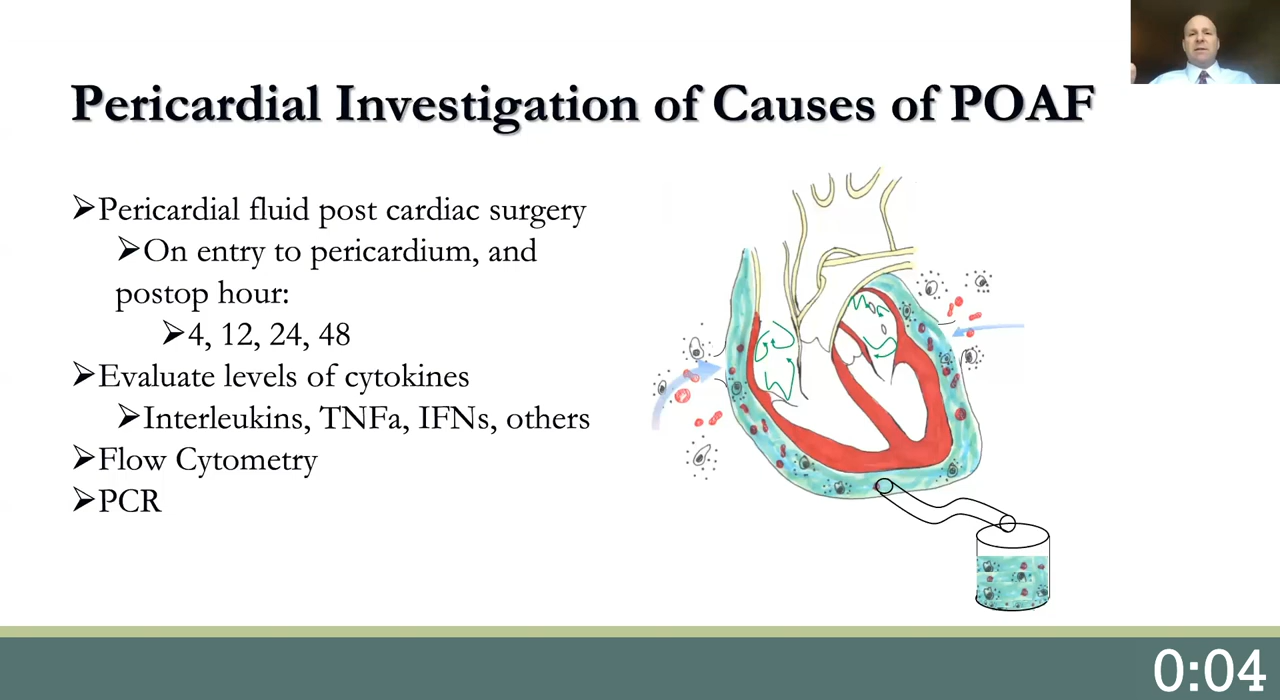 Pericardial Investigation of Causes of POAF
➢Pericardial fluid post cardiac surgery
➢On entry to pericardium, and
postop hour:
➢4, 12, 24, 48
➢Evaluate levels of cytokines
➢Interleukins, TNFa, IFNs, others
➢Flow Cytometry
➢PCR
0:04